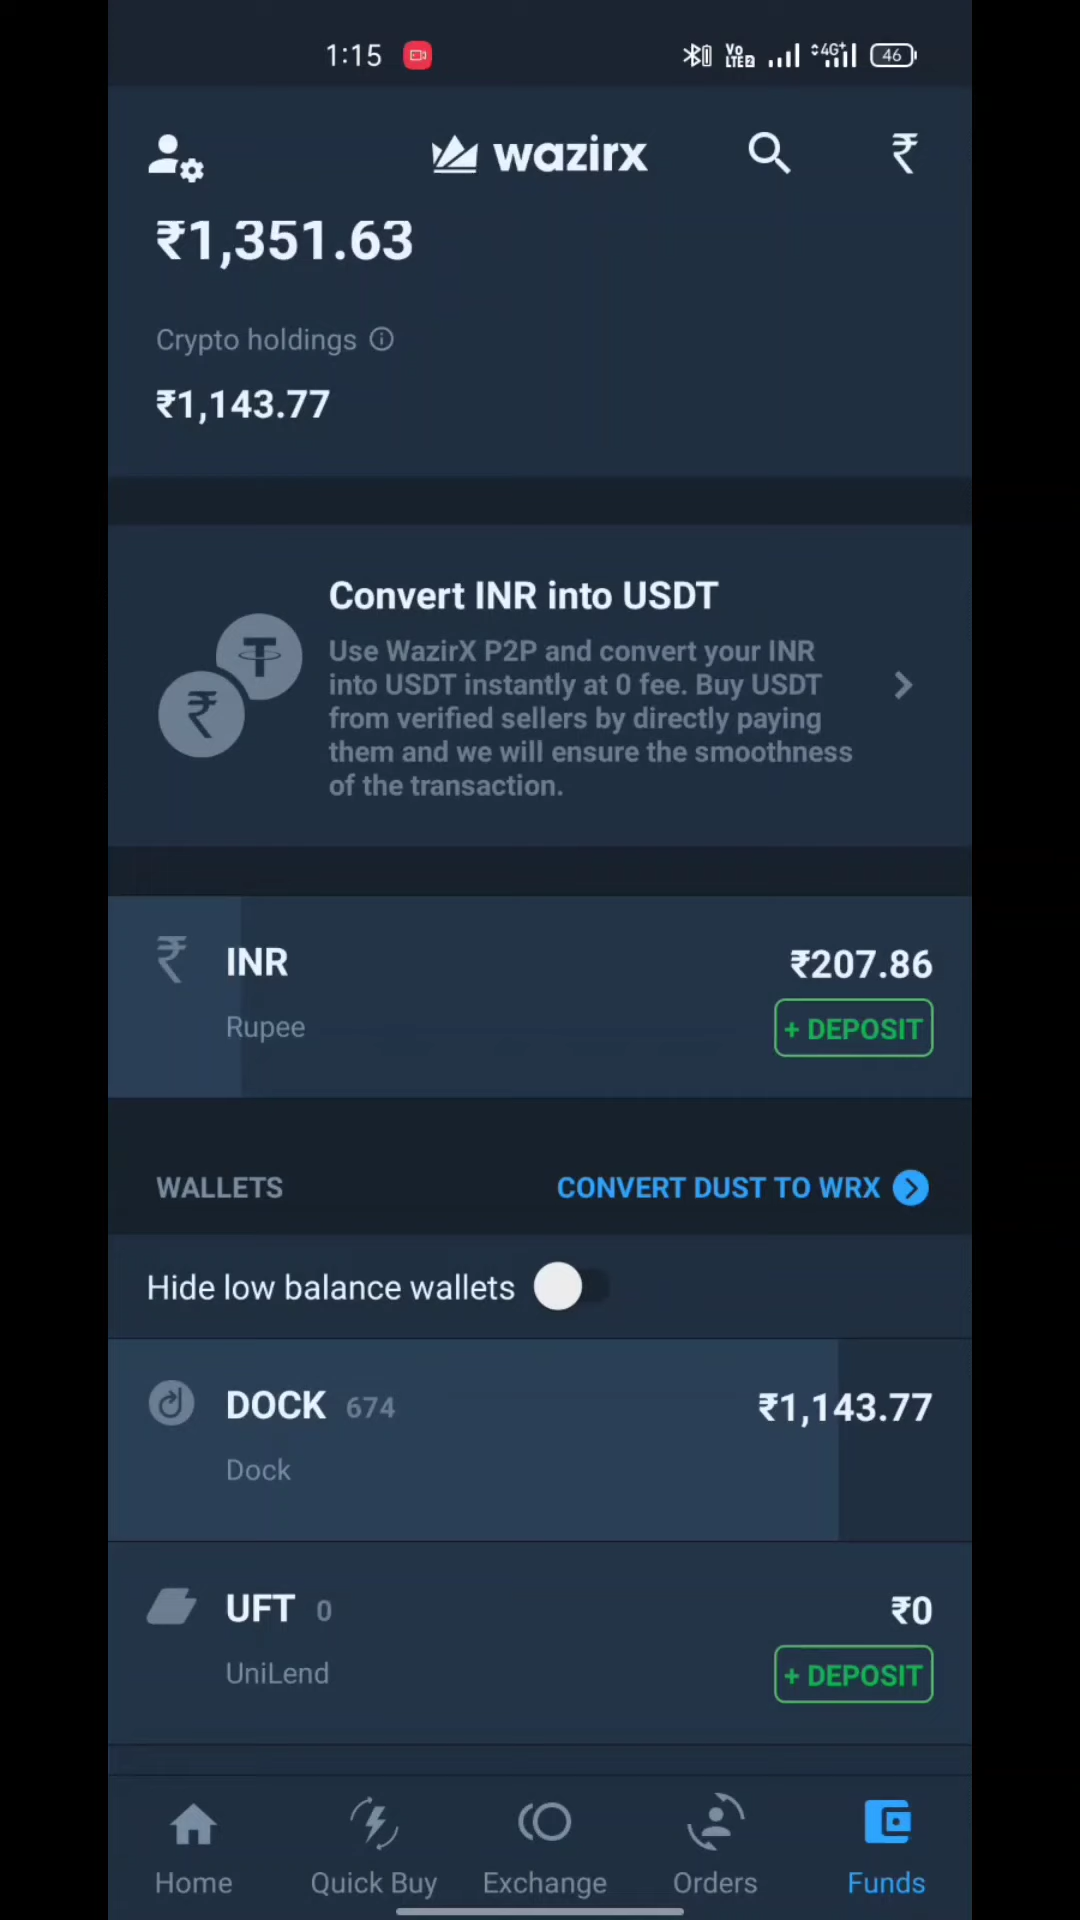 1:15 Vo LTE2 4G+ 46
wazirx ₹
₹1,351.63
Crypto holdings
₹1,143.77
Convert INR into USDT
Use WazirX P2P and convert your INR
into USDT instantly at 0 fee. Buy USDT
from verified sellers by directly paying
them and we will ensure the smoothness
of the transaction.
₹ INR ₹207.86
Rupee + DEPOSIT
WALLETS CONVERT DUST TO WRX
Hide low balance wallets
DOCK 674 ₹1,143.77
Dock
UFT 0 ₹0
UniLend + DEPOSIT
Home Quick Buy Exchange Orders Funds